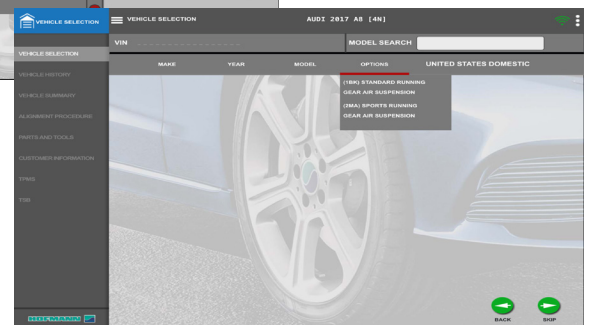 VEHICLE SELECTION
VEHICLE SELECTION
AUDI 2017 A8 [4N]
VIN
MODEL SEARCH
VEHICLE SELECTION
MAKE YEAR MODEL OPTIONS UNITED STATES DOMESTIC
VEHICLE HISTORY
(1BK) STANDARD RUNNING
GEAR AIR SUSPENSION
VEHICLE SUMMARY
(2MA) SPORTS RUNNING
GEAR AIR SUSPENSION
ALIGNMENT PROCEDURE
PARTS AND TOOLS
CUSTOMER INFORMATION
TPMS
TSB
HOFMANN
BACK SKIP